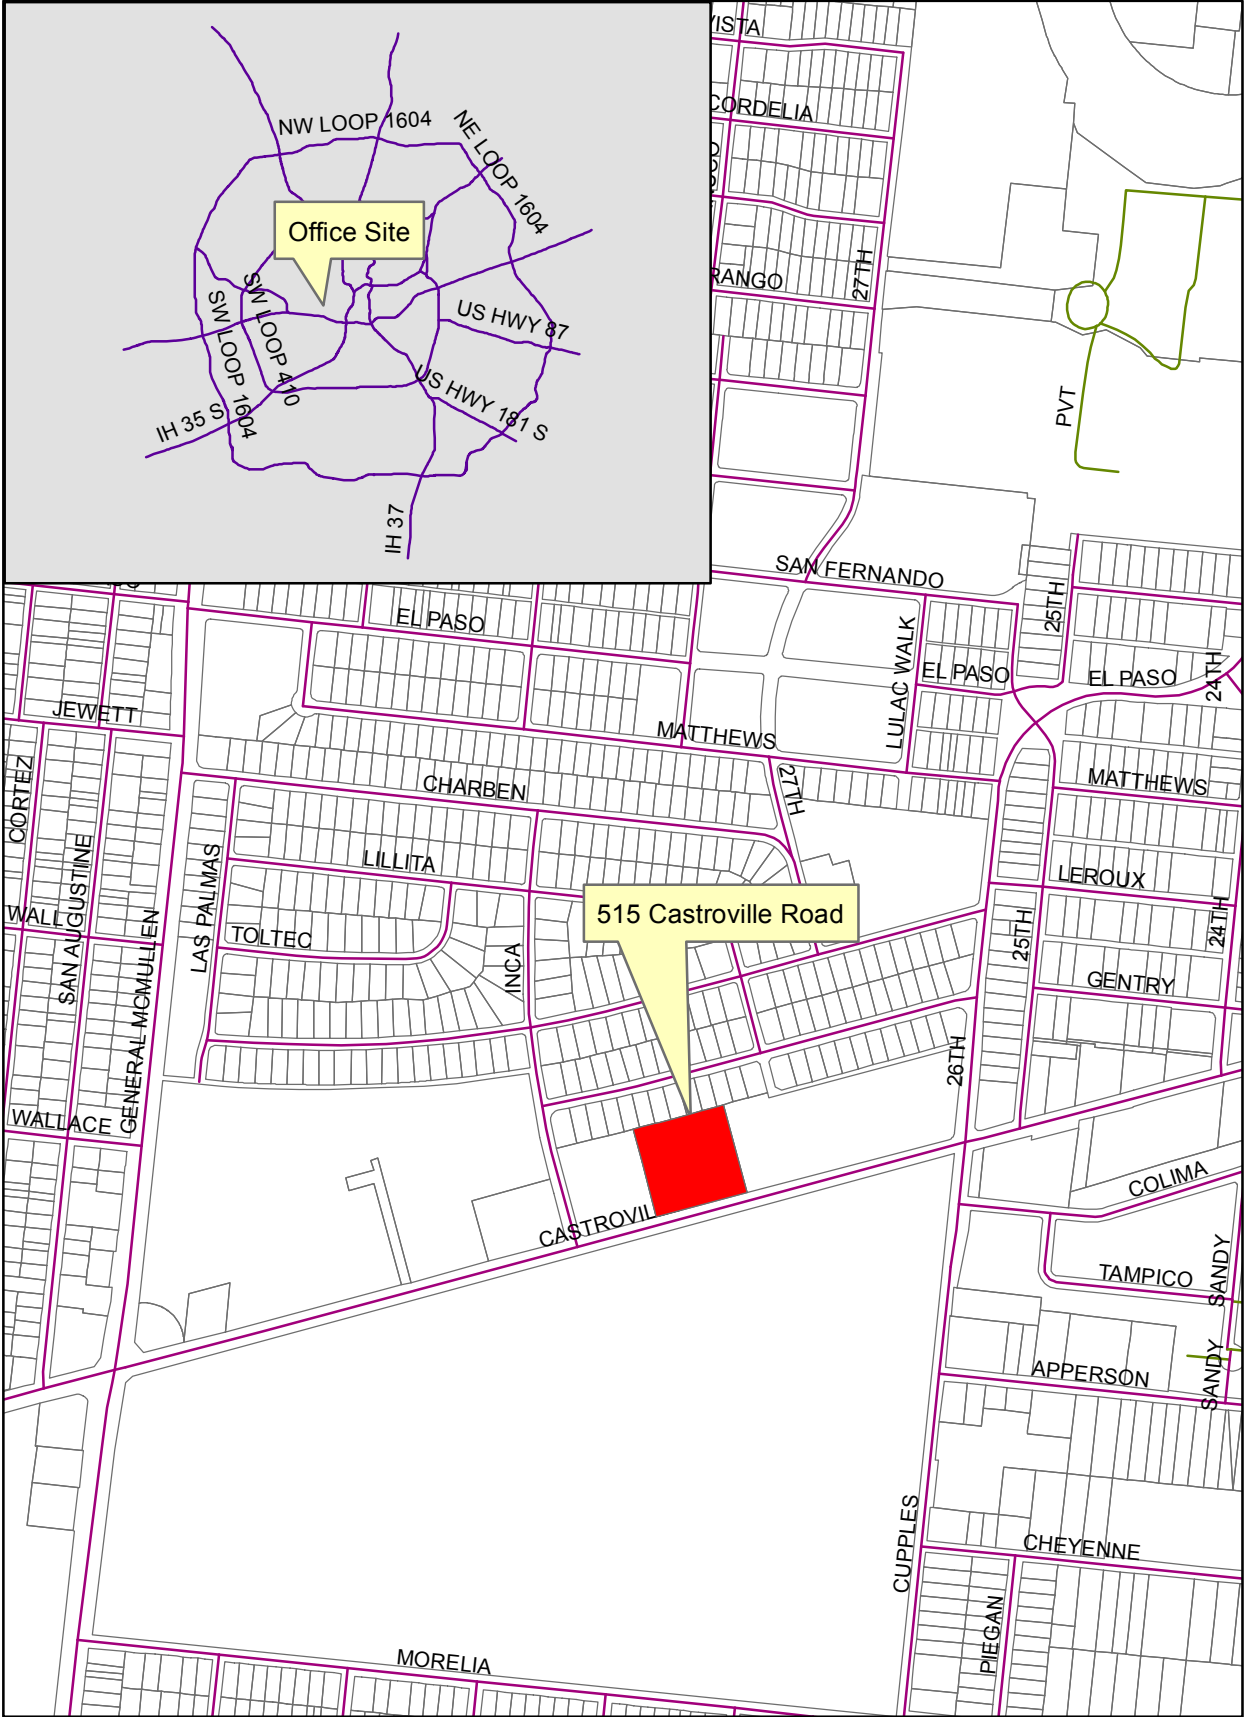 NW LOOP 1604
NE LOOP 1604
Office Site
SW LOOP 410
SW LOOP 1604
US HWY 87
US HWY 181 S
IH 35 S
IH 37
ISTA
CORDELIA
RANGO
27TH
PVT
SAN FERNANDO
EL PASO
LULAC WALK
25TH
EL PASO
EL PASO
24TH
JEWETT
MATTHEWS
CORTEZ
CHARBEN
27TH
MATTHEWS
SAN AUGUSTINE
LAS PALMAS
LILLITA
LEROUX
515 Castroville Road
WALL
GENERAL MCMULLEN
TOLTEC
INCA
25TH
24TH
GENTRY
26TH
WALLACE
CASTROVIL
COLIMA
TAMPICO
SANDY
APPERSON
SANDY
CUPPLES
CHEYENNE
PIEGAN
MORELIA